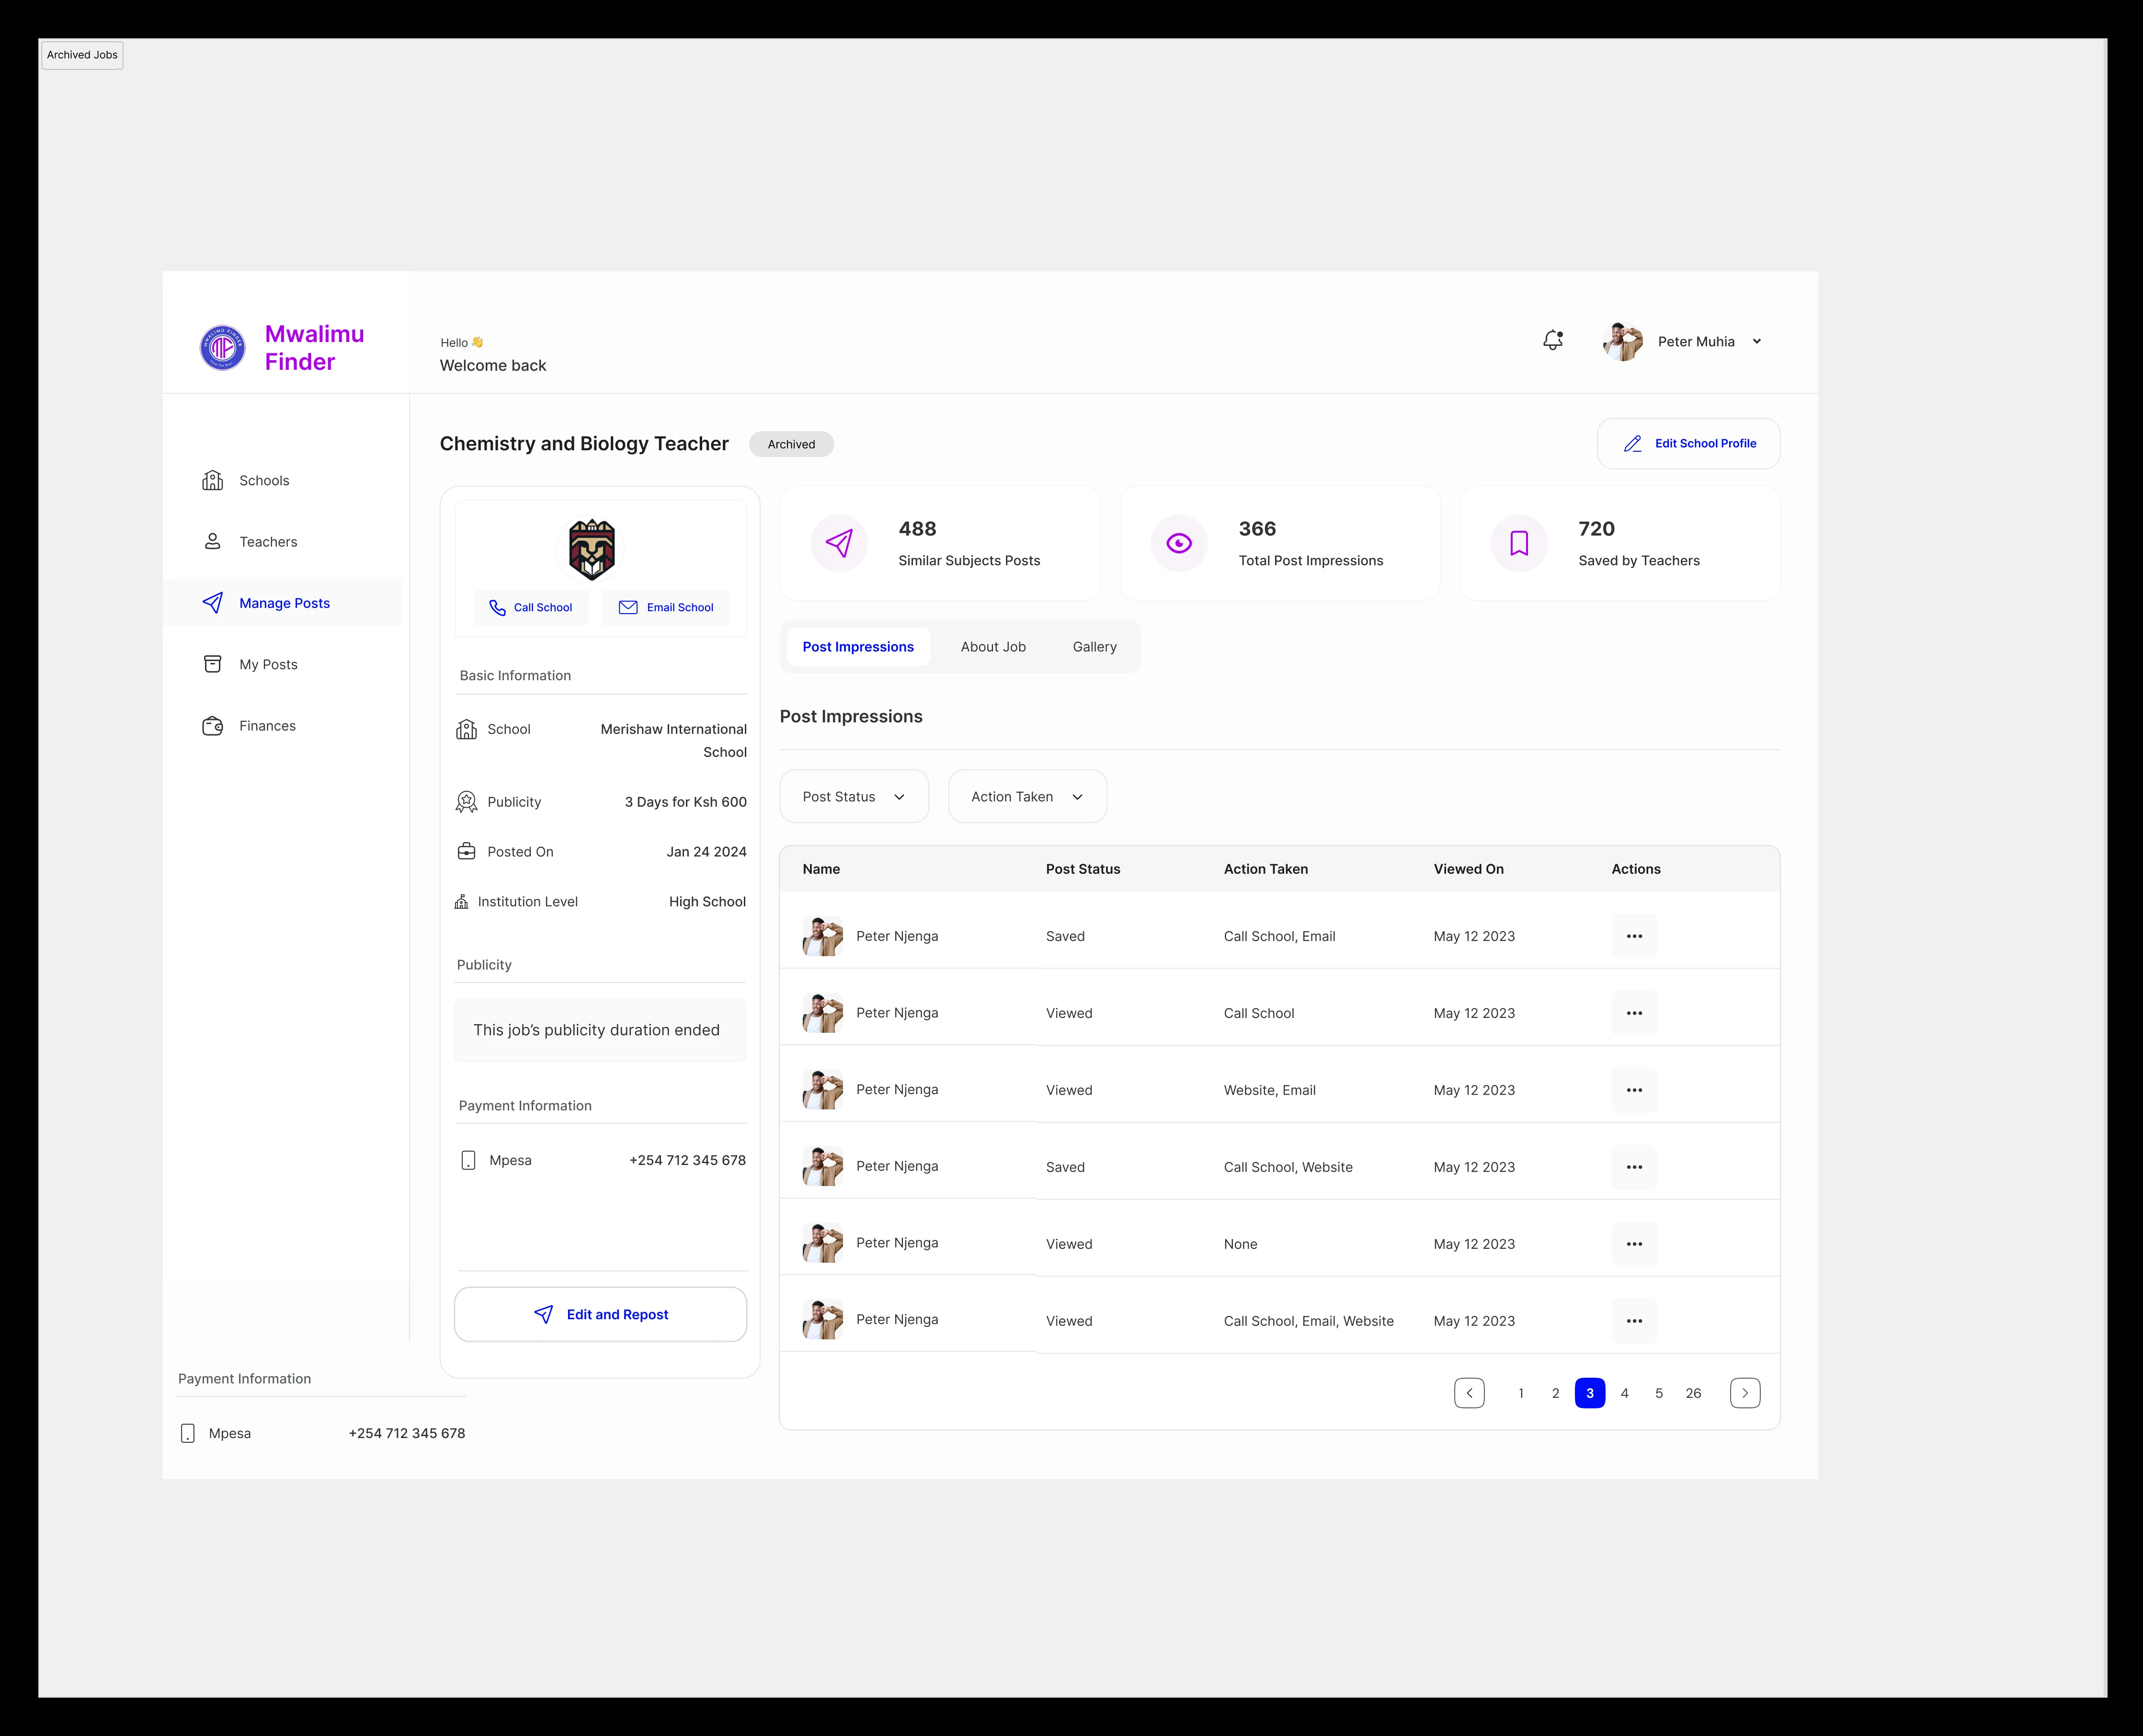 Archived Jobs
Mwalimu
Finder
Hello 👋
Welcome back
Peter Muhia
Schools
Teachers
Manage Posts
My Posts
Finances
Chemistry and Biology Teacher
Archived
Edit School Profile
Call School
Email School
Basic Information
School
Merishaw International
School
Publicity
3 Days for Ksh 600
Posted On
Jan 24 2024
Institution Level
High School
Publicity
This job’s publicity duration ended
Payment Information
Mpesa
+254 712 345 678
Edit and Repost
Payment Information
Mpesa
+254 712 345 678
488
Similar Subjects Posts
366
Total Post Impressions
720
Saved by Teachers
Post Impressions
About Job
Gallery
Post Impressions
Post Status
Action Taken
Name Post Status Action Taken Viewed On Actions
Peter Njenga Saved Call School, Email May 12 2023
Peter Njenga Viewed Call School May 12 2023
Peter Njenga Viewed Website, Email May 12 2023
Peter Njenga Saved Call School, Website May 12 2023
Peter Njenga Viewed None May 12 2023
Peter Njenga Viewed Call School, Email, Website May 12 2023
1 2 3 4 5 26